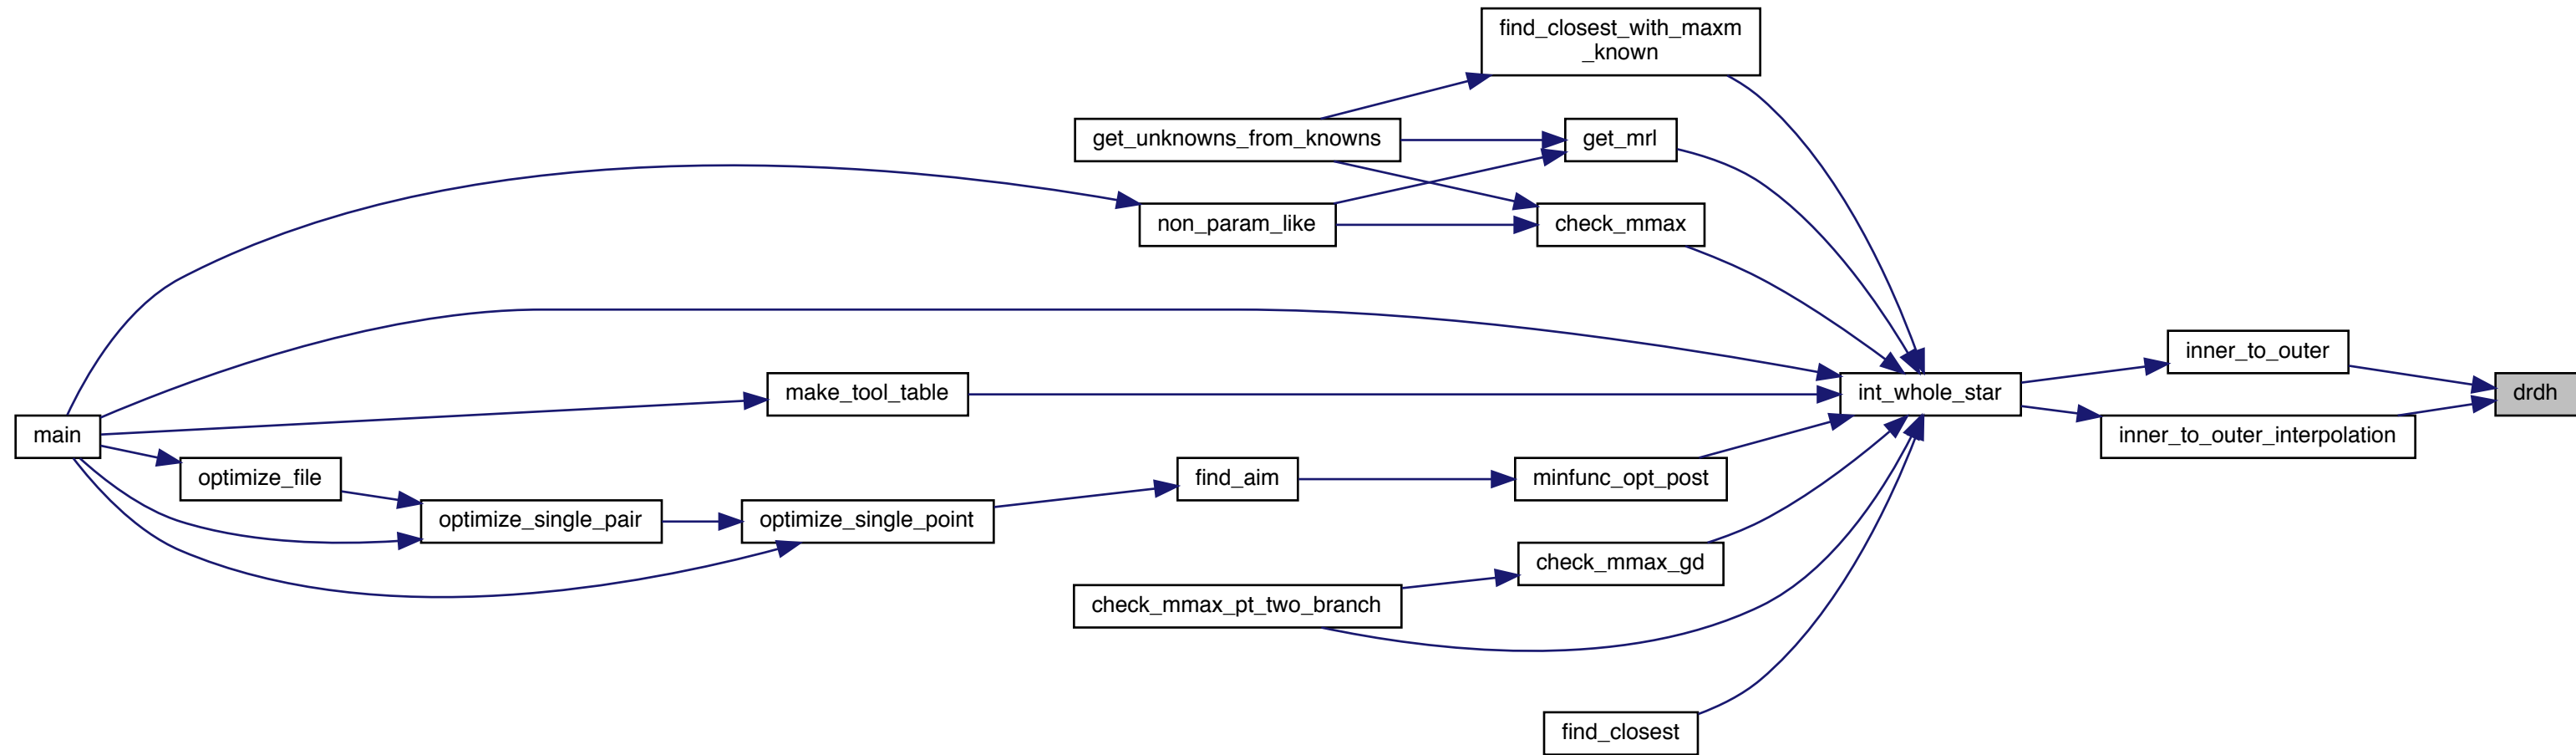 find_closest_with_maxm
_known
get_unknowns_from_knowns
get_mrl
non_param_like
check_mmax
inner_to_outer
make_tool_table
int_whole_star
drdh
main
inner_to_outer_interpolation
optimize_file
find_aim
minfunc_opt_post
optimize_single_pair
optimize_single_point
check_mmax_gd
check_mmax_pt_two_branch
find_closest